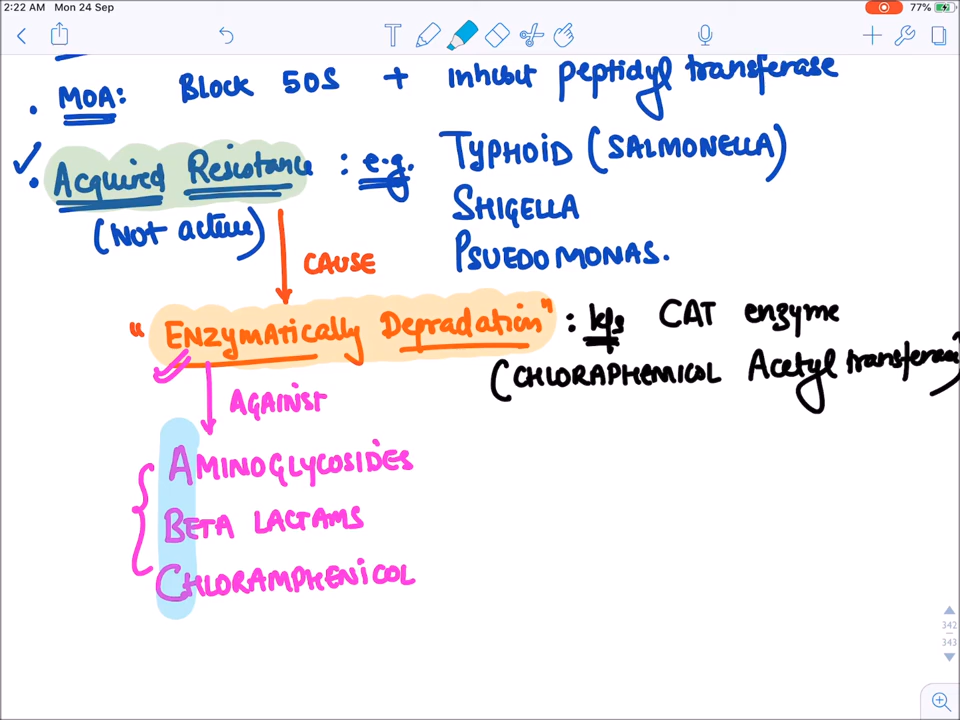 2:22 AM Mon 24 Sep
77%
T
• MOA: Block 50S + Inhibit peptidyl transferase
• Acquired Resistance : e.g. TYPHOID (SALMONELLA)
(NOT active)
SHIGELLA
PSUEDOMONAS.
CAUSE
" ENZymatically Depradation" : k/s CAT enzyme
(CHLORAPHEMICOL Acetyl transferase)
AGAINST
AMINOGLYCOSIDES
BETA LACTAMS
CHLORAMPHENICOL
342
343